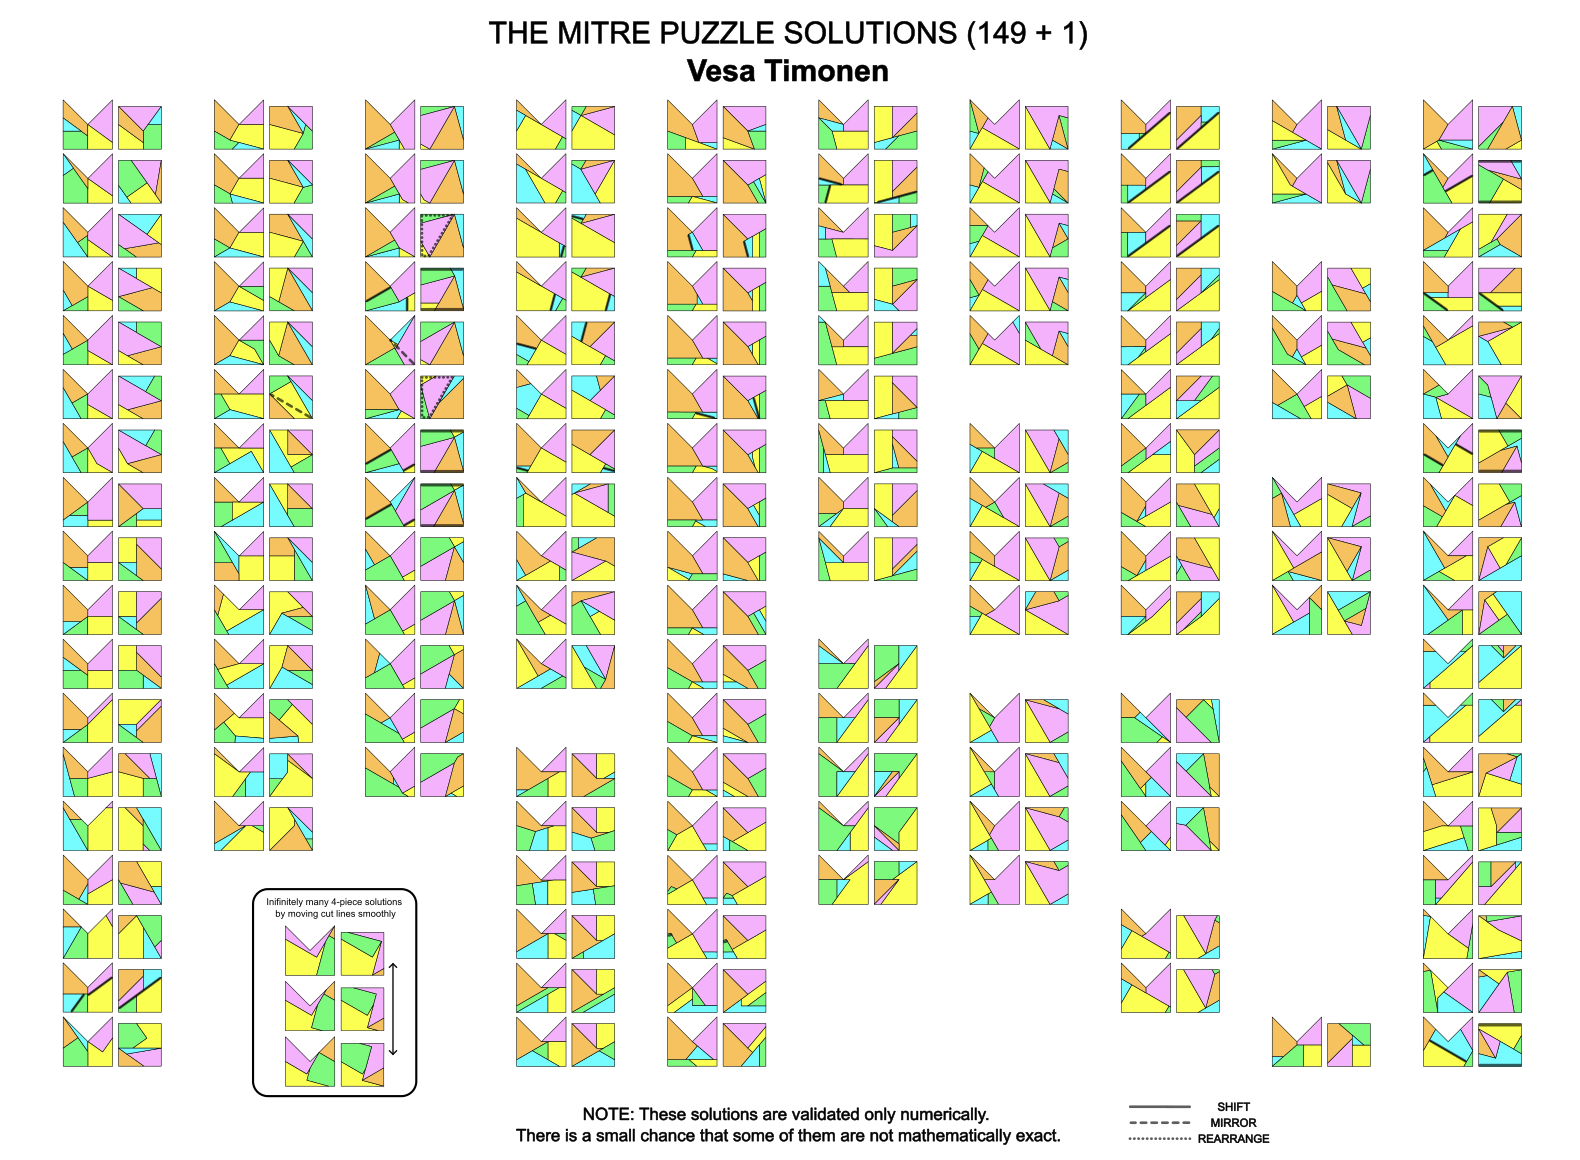 THE MITRE PUZZLE SOLUTIONS (149 + 1)
Vesa Timonen
Inifinitely many 4-piece solutions
by moving cut lines smoothly
NOTE: These solutions are validated only numerically.
There is a small chance that some of them are not mathematically exact.
SHIFT
MIRROR
REARRANGE